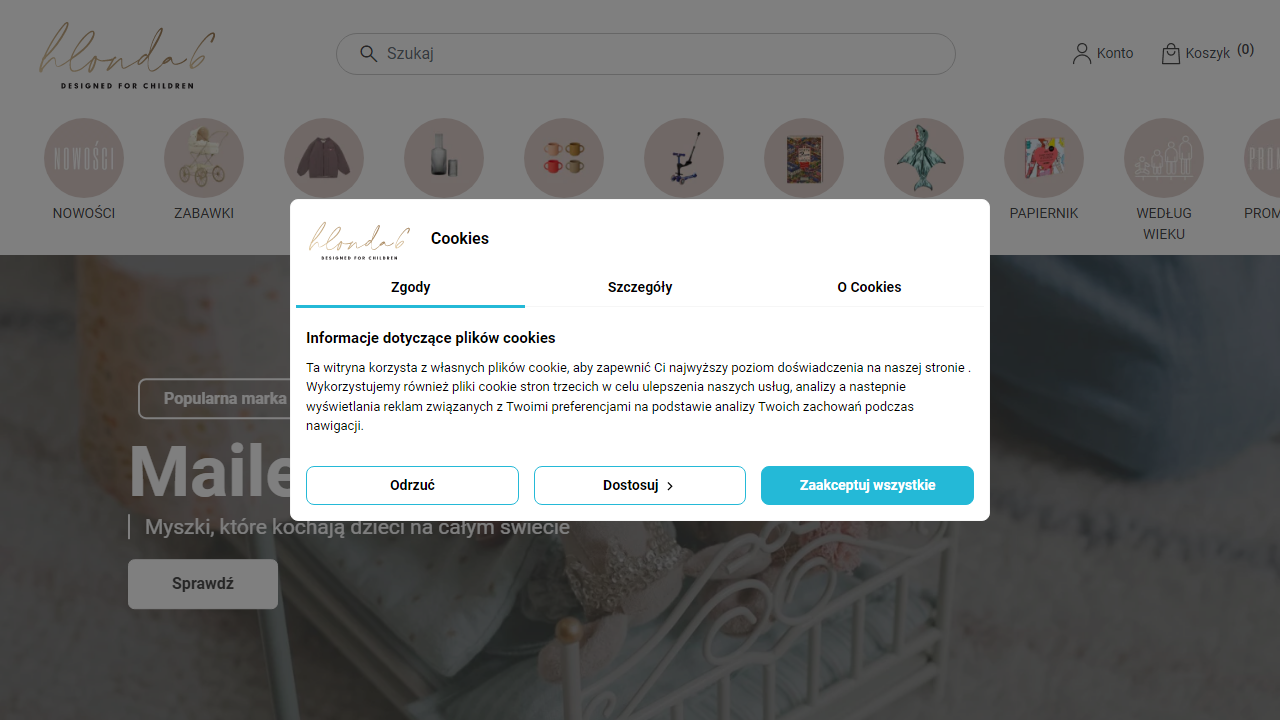 hlonda6
DESIGNED FOR CHILDREN
Szukaj
Konto
Koszyk (0)
NOWOŚCI
NOWOŚCI
ZABAWKI
PAPIERNIK
WEDŁUG
WIEKU
hlonda6
DESIGNED FOR CHILDREN
Cookies
Zgody
Szczegóły
O Cookies
Informacje dotyczące plików cookies
Ta witryna korzysta z własnych plików cookie, aby zapewnić Ci najwyższy poziom doświadczenia na naszej stronie .
Wykorzystujemy również pliki cookie stron trzecich w celu ulepszenia naszych usług, analizy a nastepnie
wyświetlania reklam związanych z Twoimi preferencjami na podstawie analizy Twoich zachowań podczas
nawigacji.
Odrzuć
Dostosuj
Zaakceptuj wszystkie
Popularna marka
Maile
Myszki, które kochają dzieci na całym świecie
Sprawdź